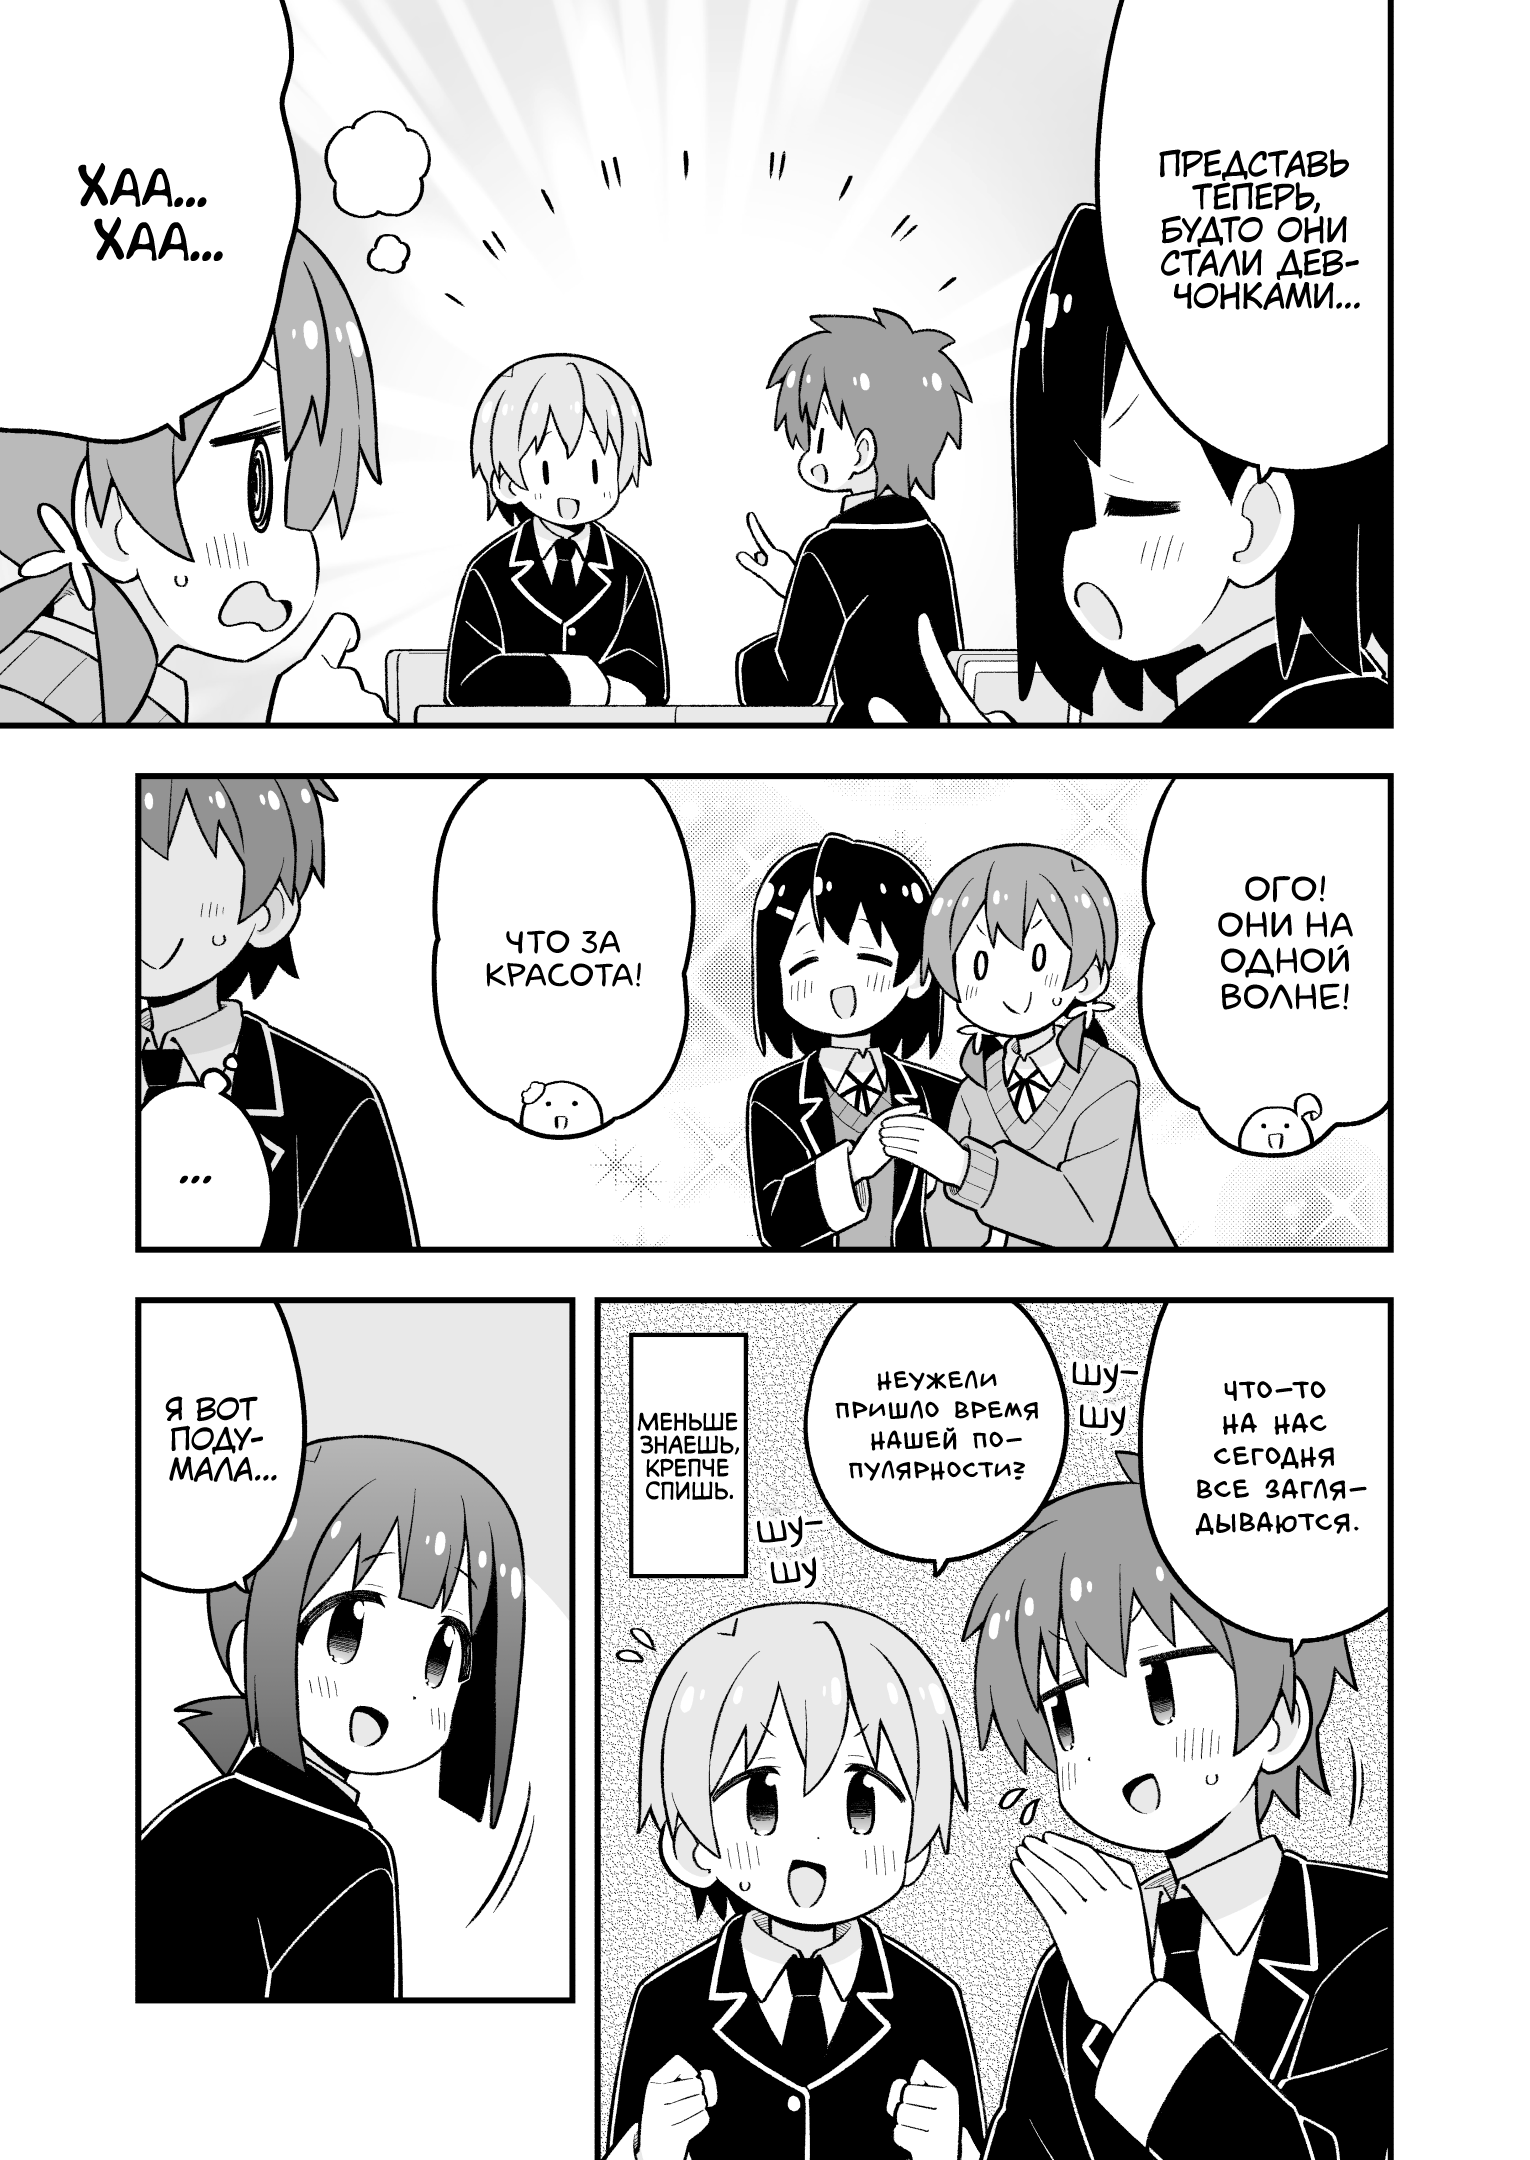 ПРЕДСТАВЬ
ТЕПЕРЬ,
БУДТО ОНИ
СТАЛИ ДЕВ-
ЧОНКАМИ...
ХАА...
ХАА...
ОГО!
ОНИ НА
ОДНОЙ
ВОЛНЕ!
ЧТО ЗА
КРАСОТА!
...
ЧТО-ТО
НА НАС
СЕГОДНЯ
ВСЕ ЗАГЛЯ-
ДЫВАЮТСЯ.
ШУ-
ШУ
НЕУЖЕЛИ
ПРИШЛО ВРЕМЯ
НАШЕЙ ПО-
ПУЛЯРНОСТИ?
ШУ-
ШУ
МЕНЬШЕ
ЗНАЕШЬ,
КРЕПЧЕ
СПИШЬ.
Я ВОТ
ПОДУ-
МАЛА...